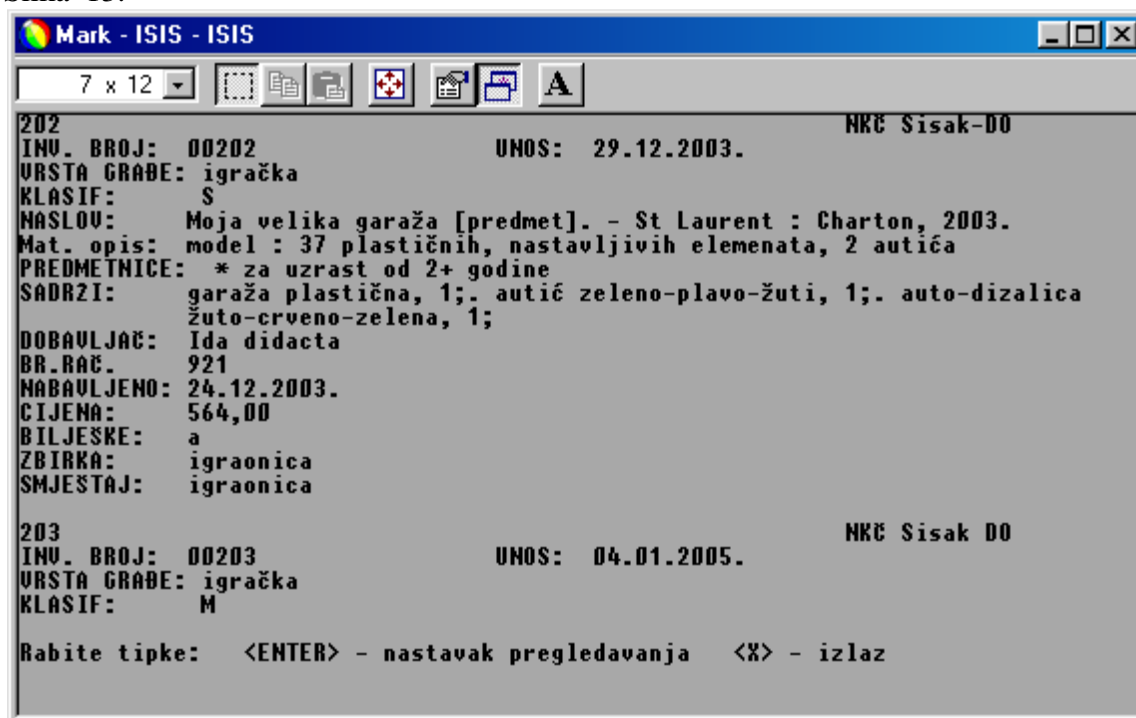 Mark - ISIS - ISIS
7 x 12
A
202 NKČ Sisak-DO
INV. BROJ: 00202 UNOS: 29.12.2003.
VRSTA GRAĐE: igračka
KLASIF: S
NASLOV: Moja velika garaža [predmet]. - St Laurent : Charton, 2003.
Mat. opis: model : 37 plastičnih, nastavljivih elemenata, 2 autića
PREDMETNICE: * za uzrast od 2+ godine
SADRŽI: garaža plastična, 1;. autić zeleno-plavo-žuti, 1;. auto-dizalica
žuto-crveno-zelena, 1;
DOBAVLJAČ: Ida didacta
BR.RAČ. 921
NABAVLJENO: 24.12.2003.
CIJENA: 564,00
BILJEŠKE: a
ZBIRKA: igraonica
SMJEŠTAJ: igraonica
203 NKČ Sisak DO
INV. BROJ: 00203 UNOS: 04.01.2005.
VRSTA GRAĐE: igračka
KLASIF: M
Rabite tipke: <ENTER> - nastavak pregledavanja <X> - izlaz